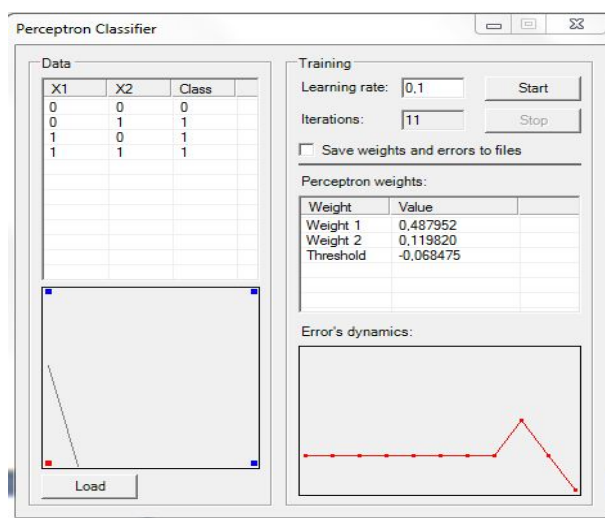 Perceptron Classifier
Data
X1 X2 Class
0 0 0
0 1 1
1 0 1
1 1 1
Load
Training
Learning rate: 0,1 Start
Iterations: 11 Stop
Save weights and errors to files
Perceptron weights:
Weight Value
Weight 1 0,487952
Weight 2 0,119820
Threshold -0,068475
Error's dynamics: